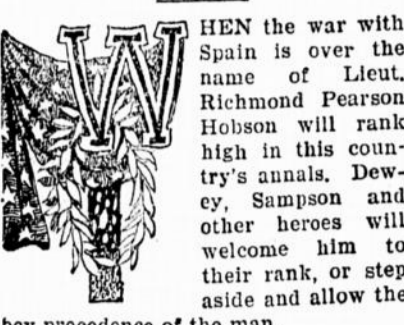 WHEN the war with
Spain is over the
name of Lieut.
Richmond Pearson
Hobson will rank
high in this coun-
try's annals. Dew-
ey, Sampson and
other heroes will
welcome him to
their rank, or step
aside and allow the
precedence of the man